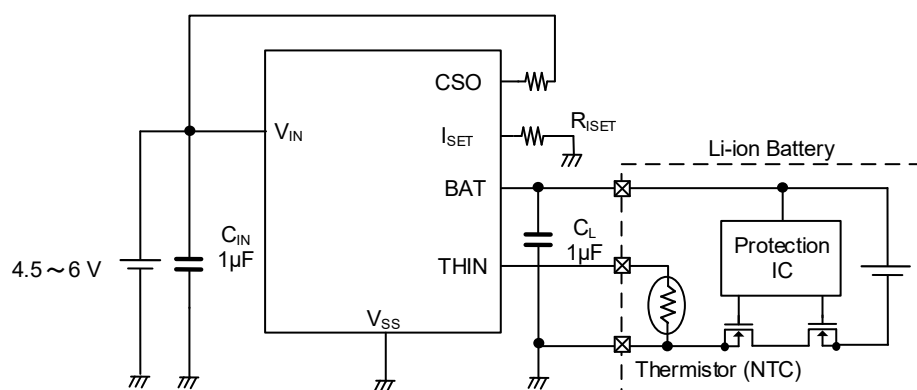 CSO
V_IN
I_SET
R_ISET
Li-ion Battery
BAT
C_IN
1μF
C_L
1μF
Protection
IC
4.5～6 V
THIN
V_SS
Thermistor (NTC)